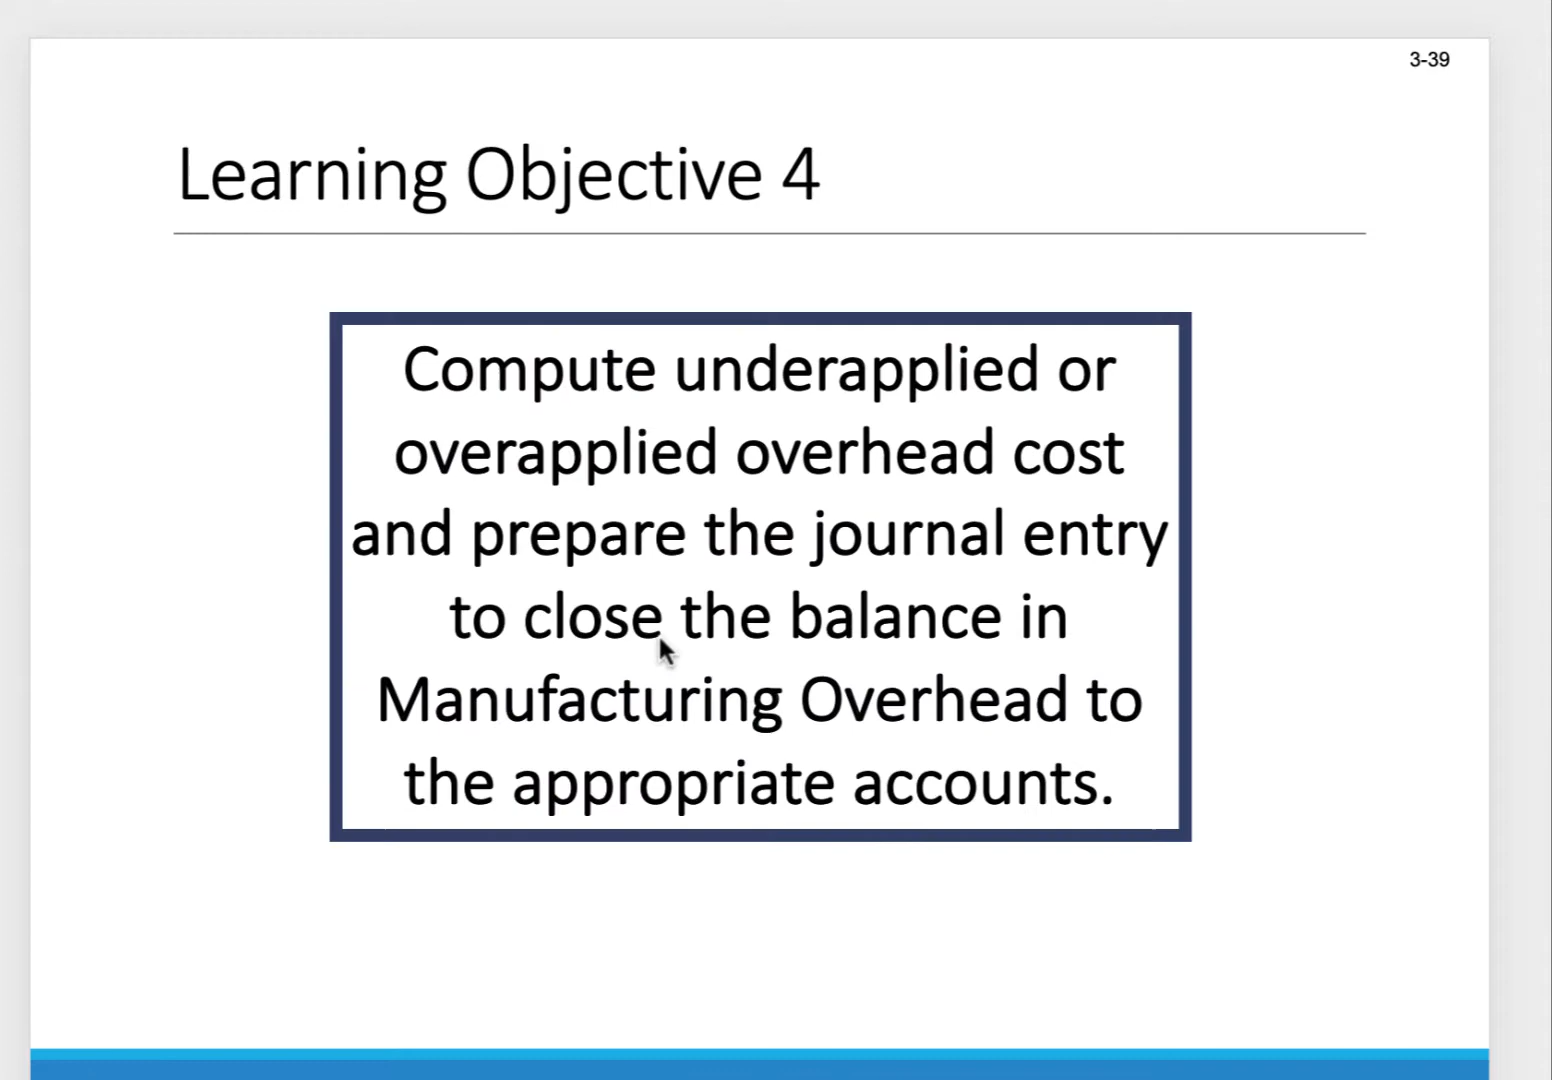 3-39
Learning Objective 4
Compute underapplied or
overapplied overhead cost
and prepare the journal entry
to close the balance in
Manufacturing Overhead to
the appropriate accounts.